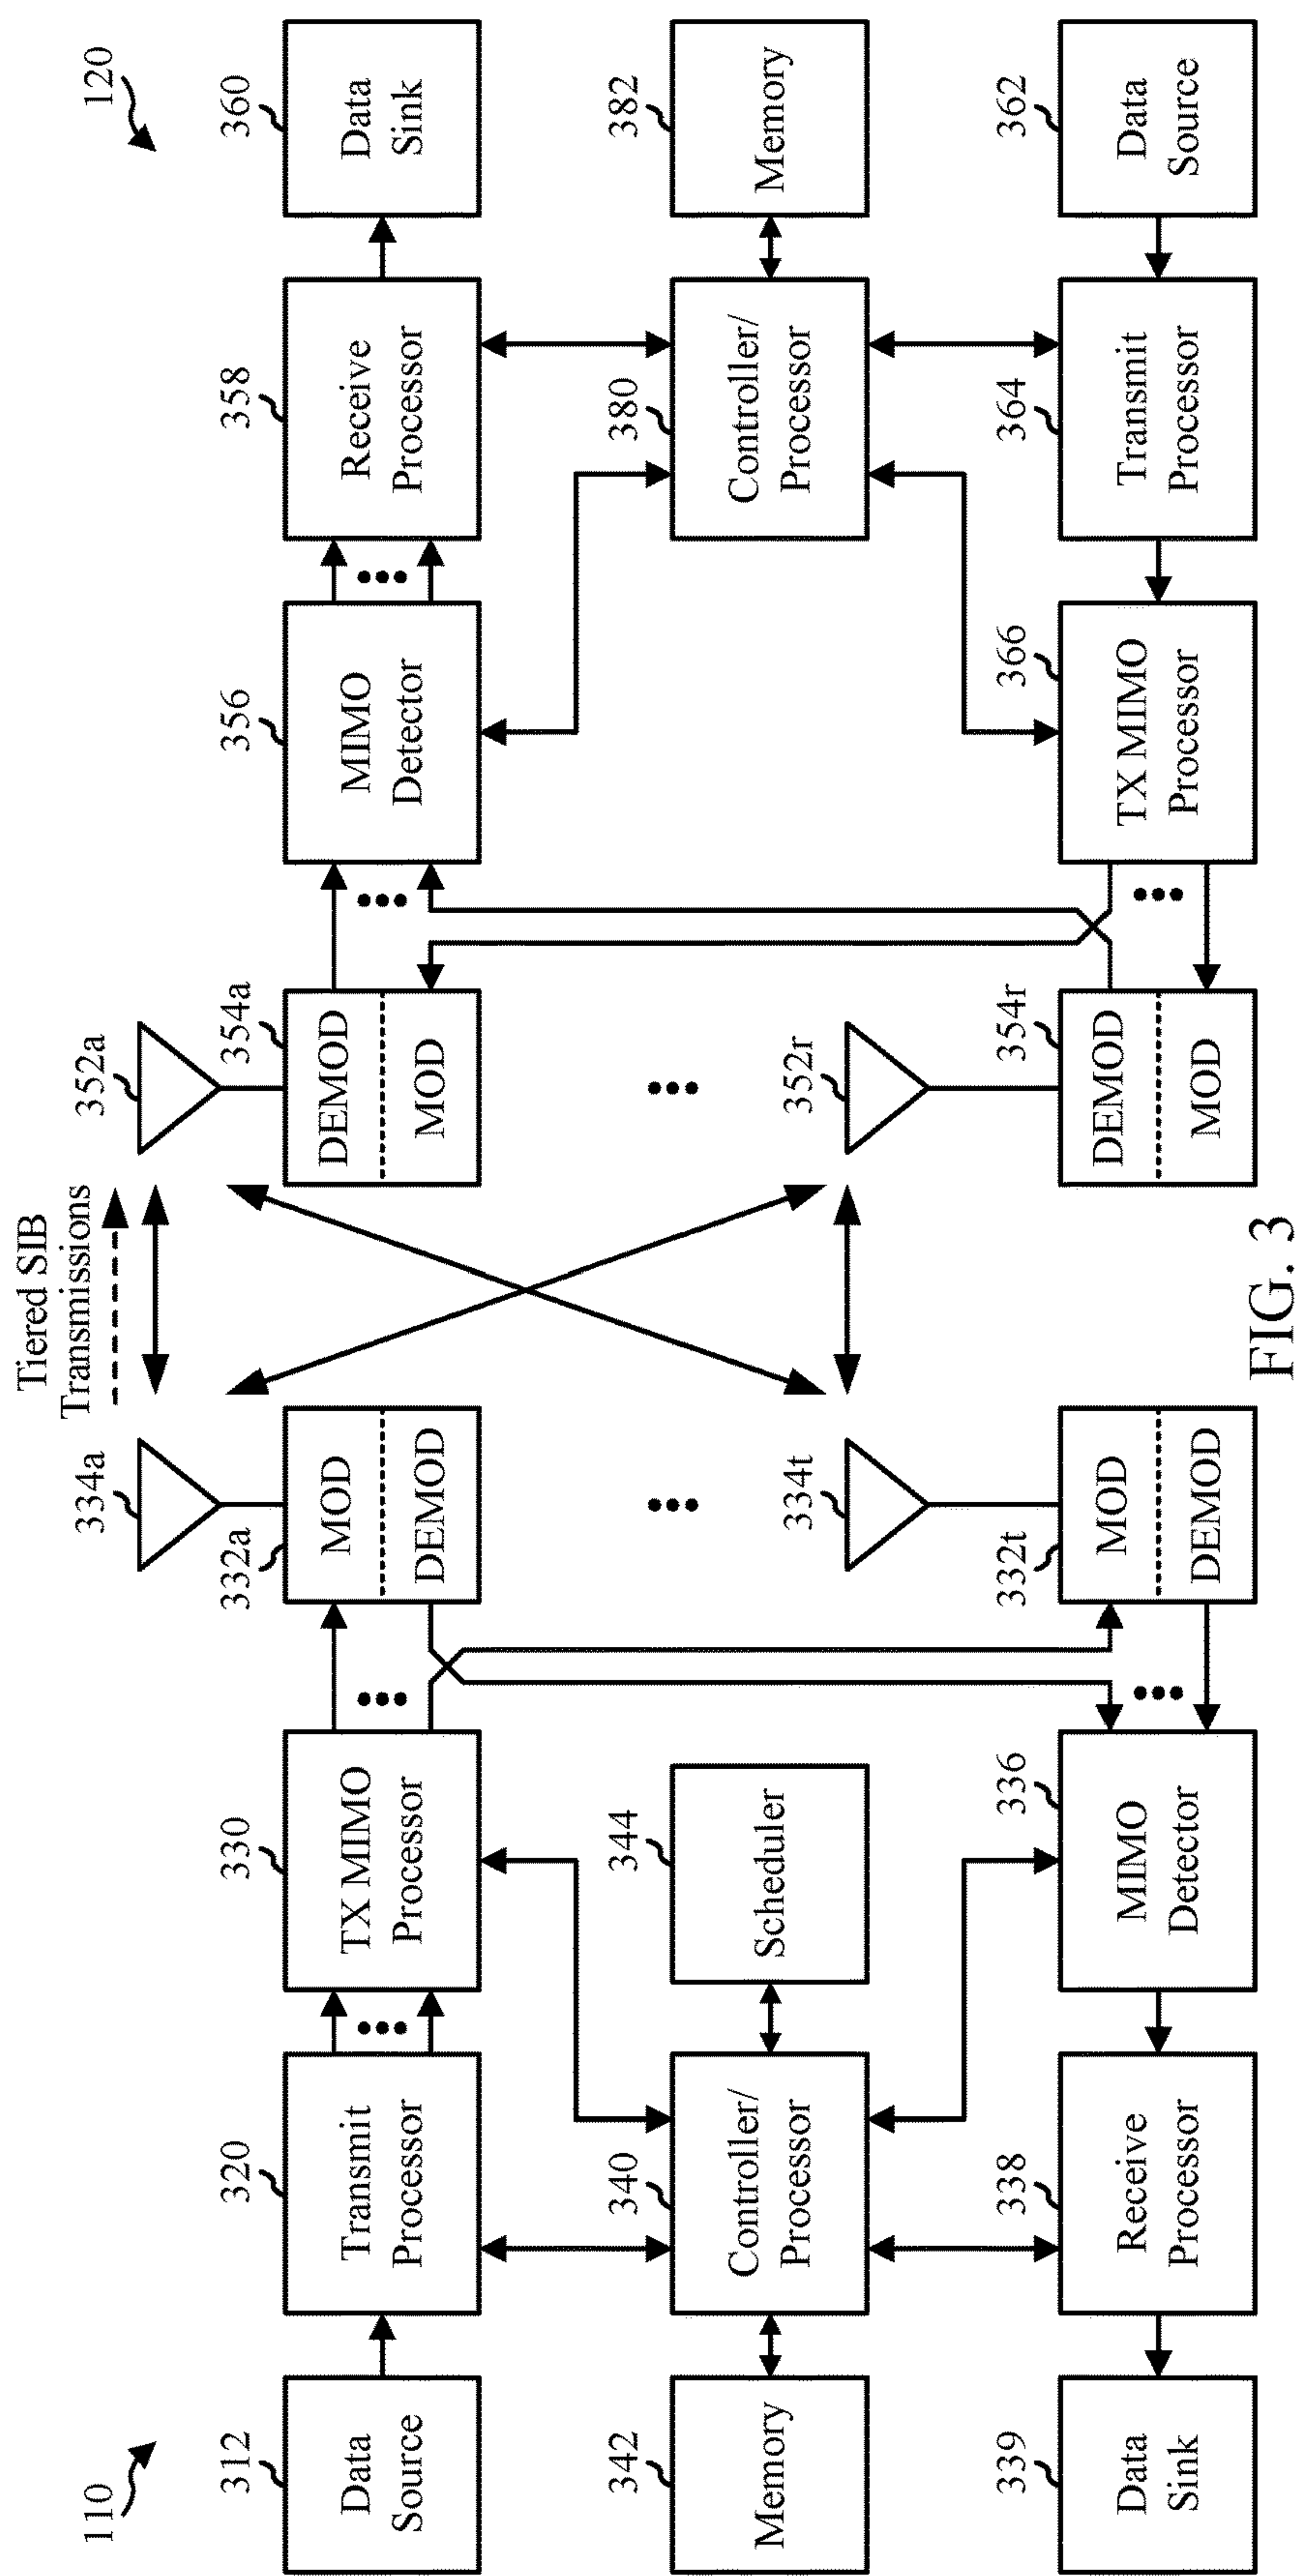 110
120
Tiered SIB
Transmissions
334a
352a
312
Data
Source
320
Transmit
Processor
330
TX MIMO
Processor
332a
MOD
DEMOD
354a
DEMOD
MOD
356
MIMO
Detector
358
Receive
Processor
360
Data
Sink
342
Memory
340
Controller/
Processor
344
Scheduler
334t
352r
380
Controller/
Processor
382
Memory
339
Data
Sink
338
Receive
Processor
336
MIMO
Detector
332t
MOD
DEMOD
354r
DEMOD
MOD
366
TX MIMO
Processor
364
Transmit
Processor
362
Data
Source
FIG. 3